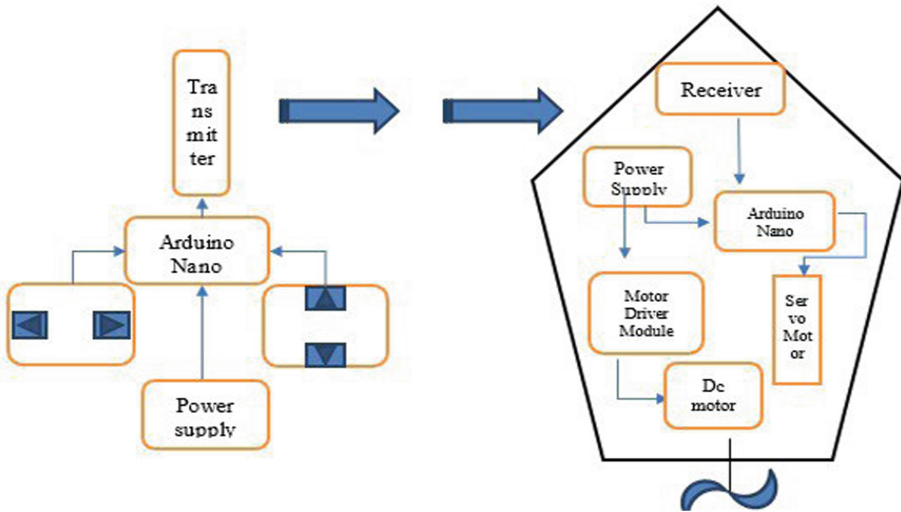 Tra
ns
mit
ter
Arduino
Nano
Power
supply
Receiver
Power
Supply
Arduino
Nano
Motor
Driver
Module
Ser
vo
Mot
or
Dc
motor